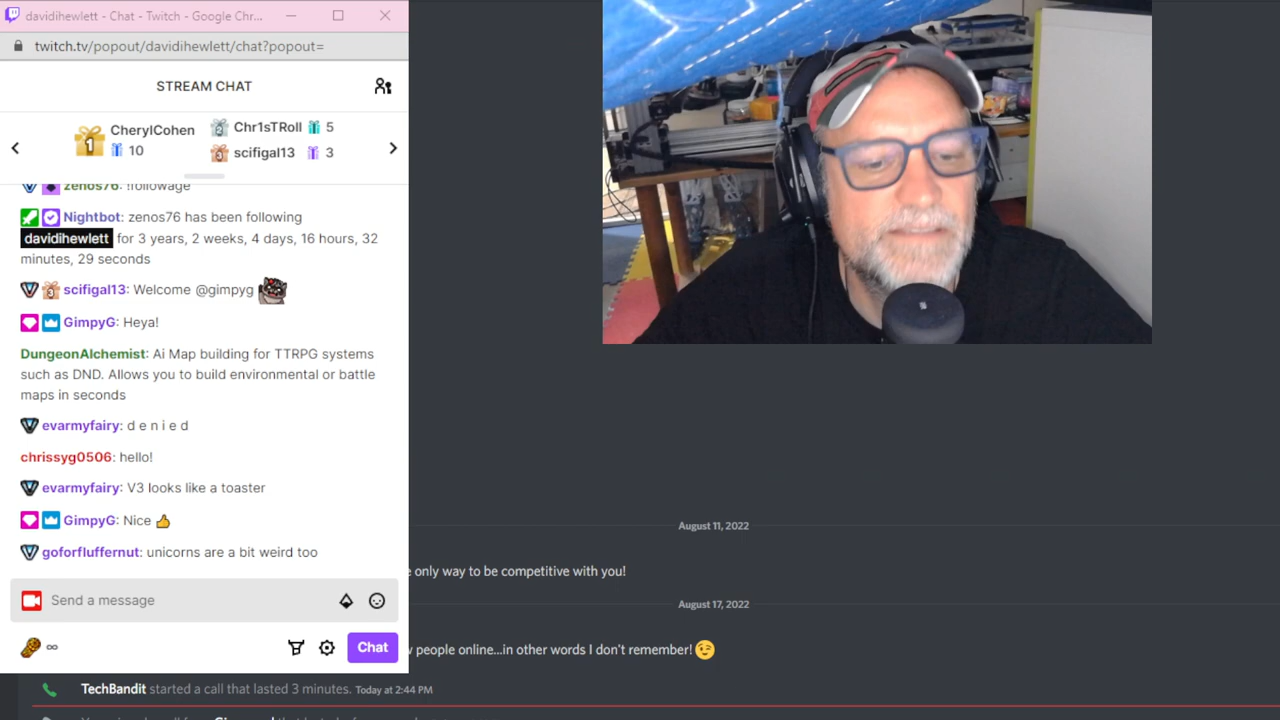 davidihewlett - Chat - Twitch - Google Chr...
twitch.tv/popout/davidihewlett/chat?popout=
STREAM CHAT
1 CherylCohen 10
2 Chr1sTRoll 5
3 scifigal13 3
zenos76: !followage
Nightbot: zenos76 has been following
davidihewlett for 3 years, 2 weeks, 4 days, 16 hours, 32
minutes, 29 seconds
3 scifigal13: Welcome @gimpyg
GimpyG: Heya!
DungeonAlchemist: Ai Map building for TTRPG systems
such as DND. Allows you to build environmental or battle
maps in seconds
evarmyfairy: d e n i e d
chrissyg0506: hello!
evarmyfairy: V3 looks like a toaster
GimpyG: Nice 👍
goforfluffernut: unicorns are a bit weird too
Send a message
∞
Chat
August 11, 2022
only way to be competitive with you!
August 17, 2022
people online...in other words I don't remember! 😉
TechBandit started a call that lasted 3 minutes. Today at 2:44 PM